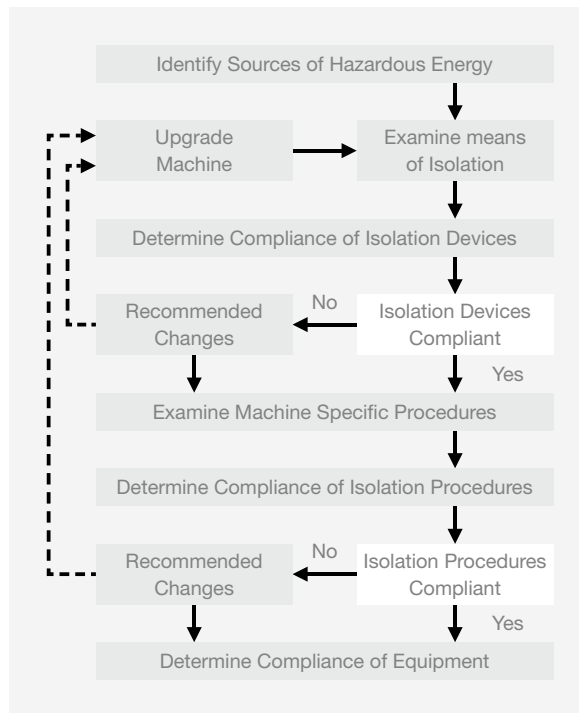 Identify Sources of Hazardous Energy
Upgrade
Machine
Examine means
of Isolation
Determine Compliance of Isolation Devices
Recommended
Changes
No
Isolation Devices
Compliant
Yes
Examine Machine Specific Procedures
Determine Compliance of Isolation Procedures
Recommended
Changes
No
Isolation Procedures
Compliant
Yes
Determine Compliance of Equipment